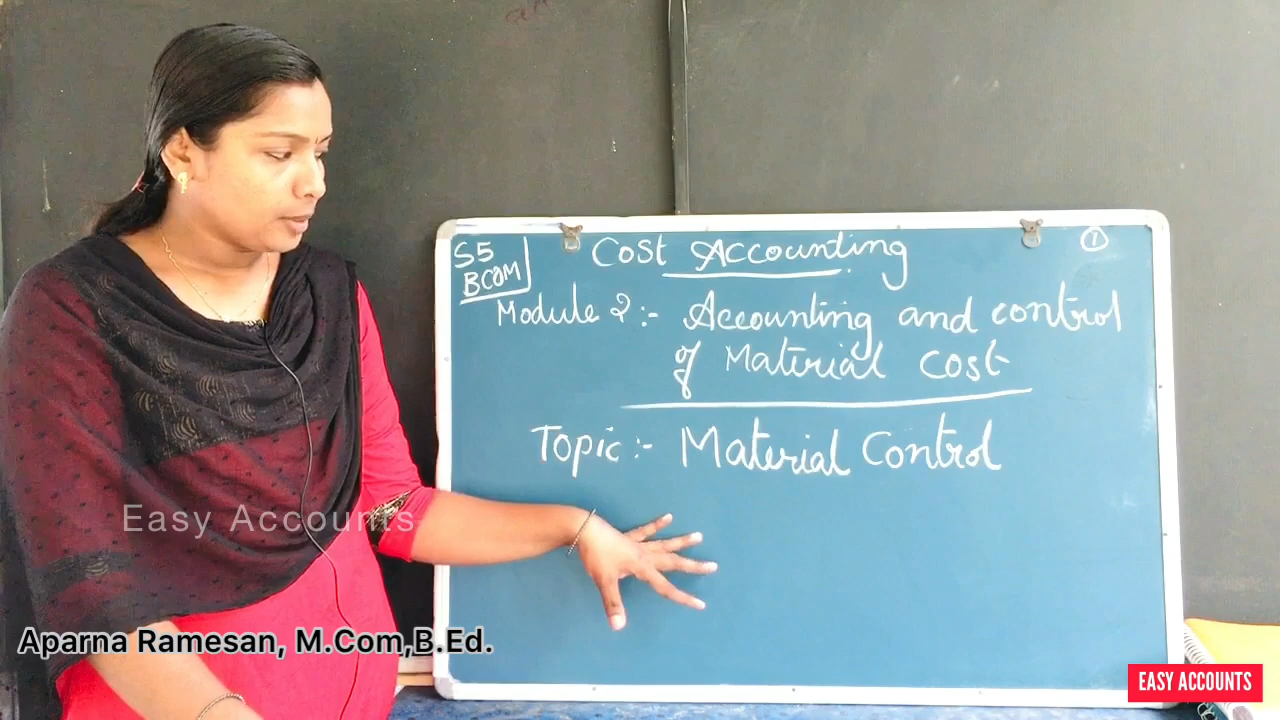 S5
BCOM
Cost Accounting
1
Module 2:- Accounting and control
of Material Cost
Topic:- Material Control
Easy Accounts
Aparna Ramesan, M.Com,B.Ed.
EASY ACCOUNTS